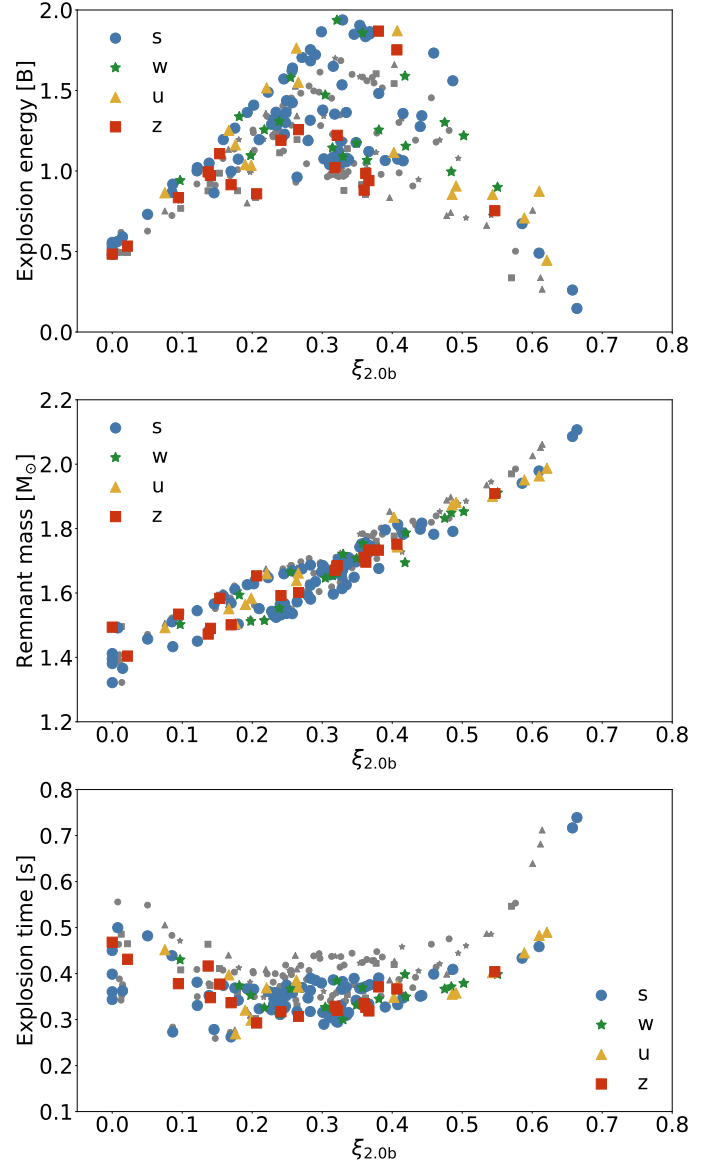 2.0
1.5
1.0
0.5
0.0
Explosion energy [B]
s
w
u
z
0.0 0.1 0.2 0.3 0.4 0.5 0.6 0.7 0.8
ξ2.0b
2.2
2.0
1.8
1.6
1.4
1.2
Remnant mass [M⊙]
s
w
u
z
0.0 0.1 0.2 0.3 0.4 0.5 0.6 0.7 0.8
ξ2.0b
0.8
0.7
0.6
0.5
0.4
0.3
0.2
0.1
Explosion time [s]
s
w
u
z
0.0 0.1 0.2 0.3 0.4 0.5 0.6 0.7 0.8
ξ2.0b